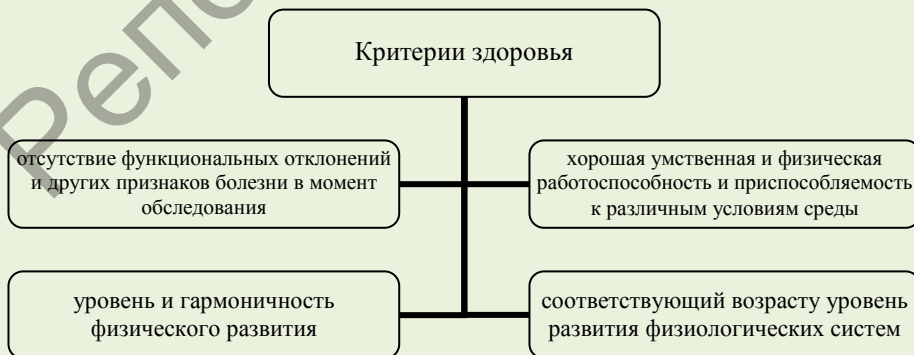 Репо
Критерии здоровья
отсутствие функциональных отклонений
и других признаков болезни в момент
обследования
хорошая умственная и физическая
работоспособность и приспособляемость
к различным условиям среды
уровень и гармоничность
физического развития
соответствующий возрасту уровень
развития физиологических систем